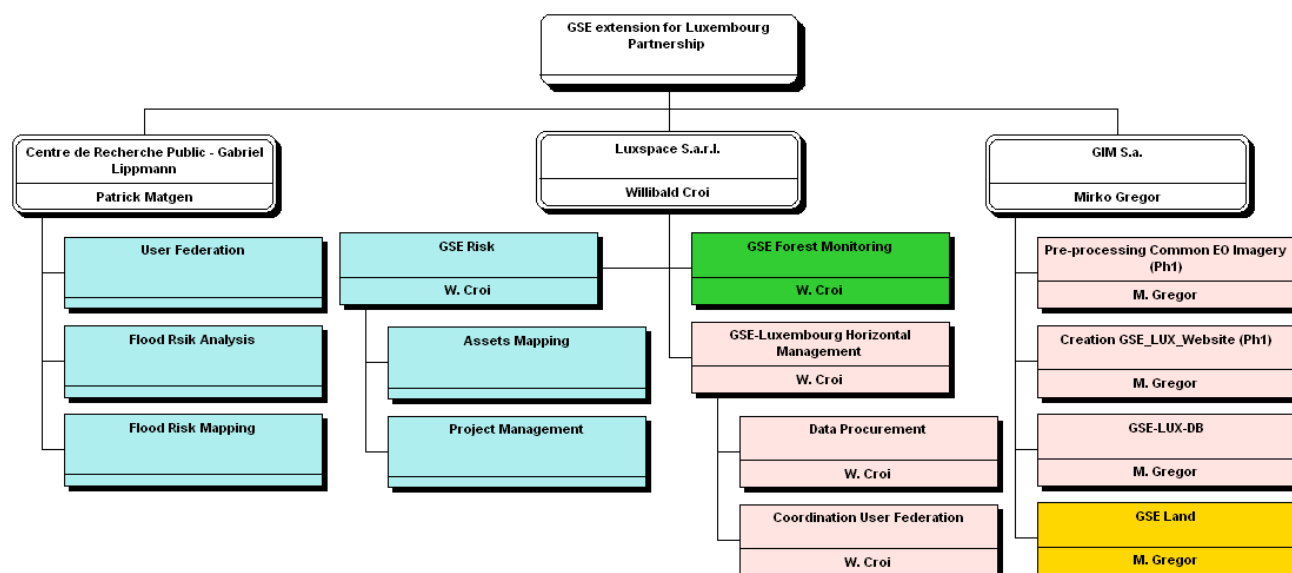 GSE extension for Luxembourg
Partnership
Centre de Recherche Public - Gabriel
Lippmann
Patrick Matgen
Luxspace S.a.r.l.
Willibald Croi
GIM S.a.
Mirko Gregor
User Federation
Flood Rsik Analysis
Flood Risk Mapping
GSE Risk
W. Croi
Assets Mapping
Project Management
GSE Forest Monitoring
W. Croi
GSE-Luxembourg Horizontal
Management
W. Croi
Data Procurement
W. Croi
Coordination User Federation
W. Croi
Pre-processing Common EO Imagery
(Ph1)
M. Gregor
Creation GSE_LUX_Website (Ph1)
M. Gregor
GSE-LUX-DB
M. Gregor
GSE Land
M. Gregor